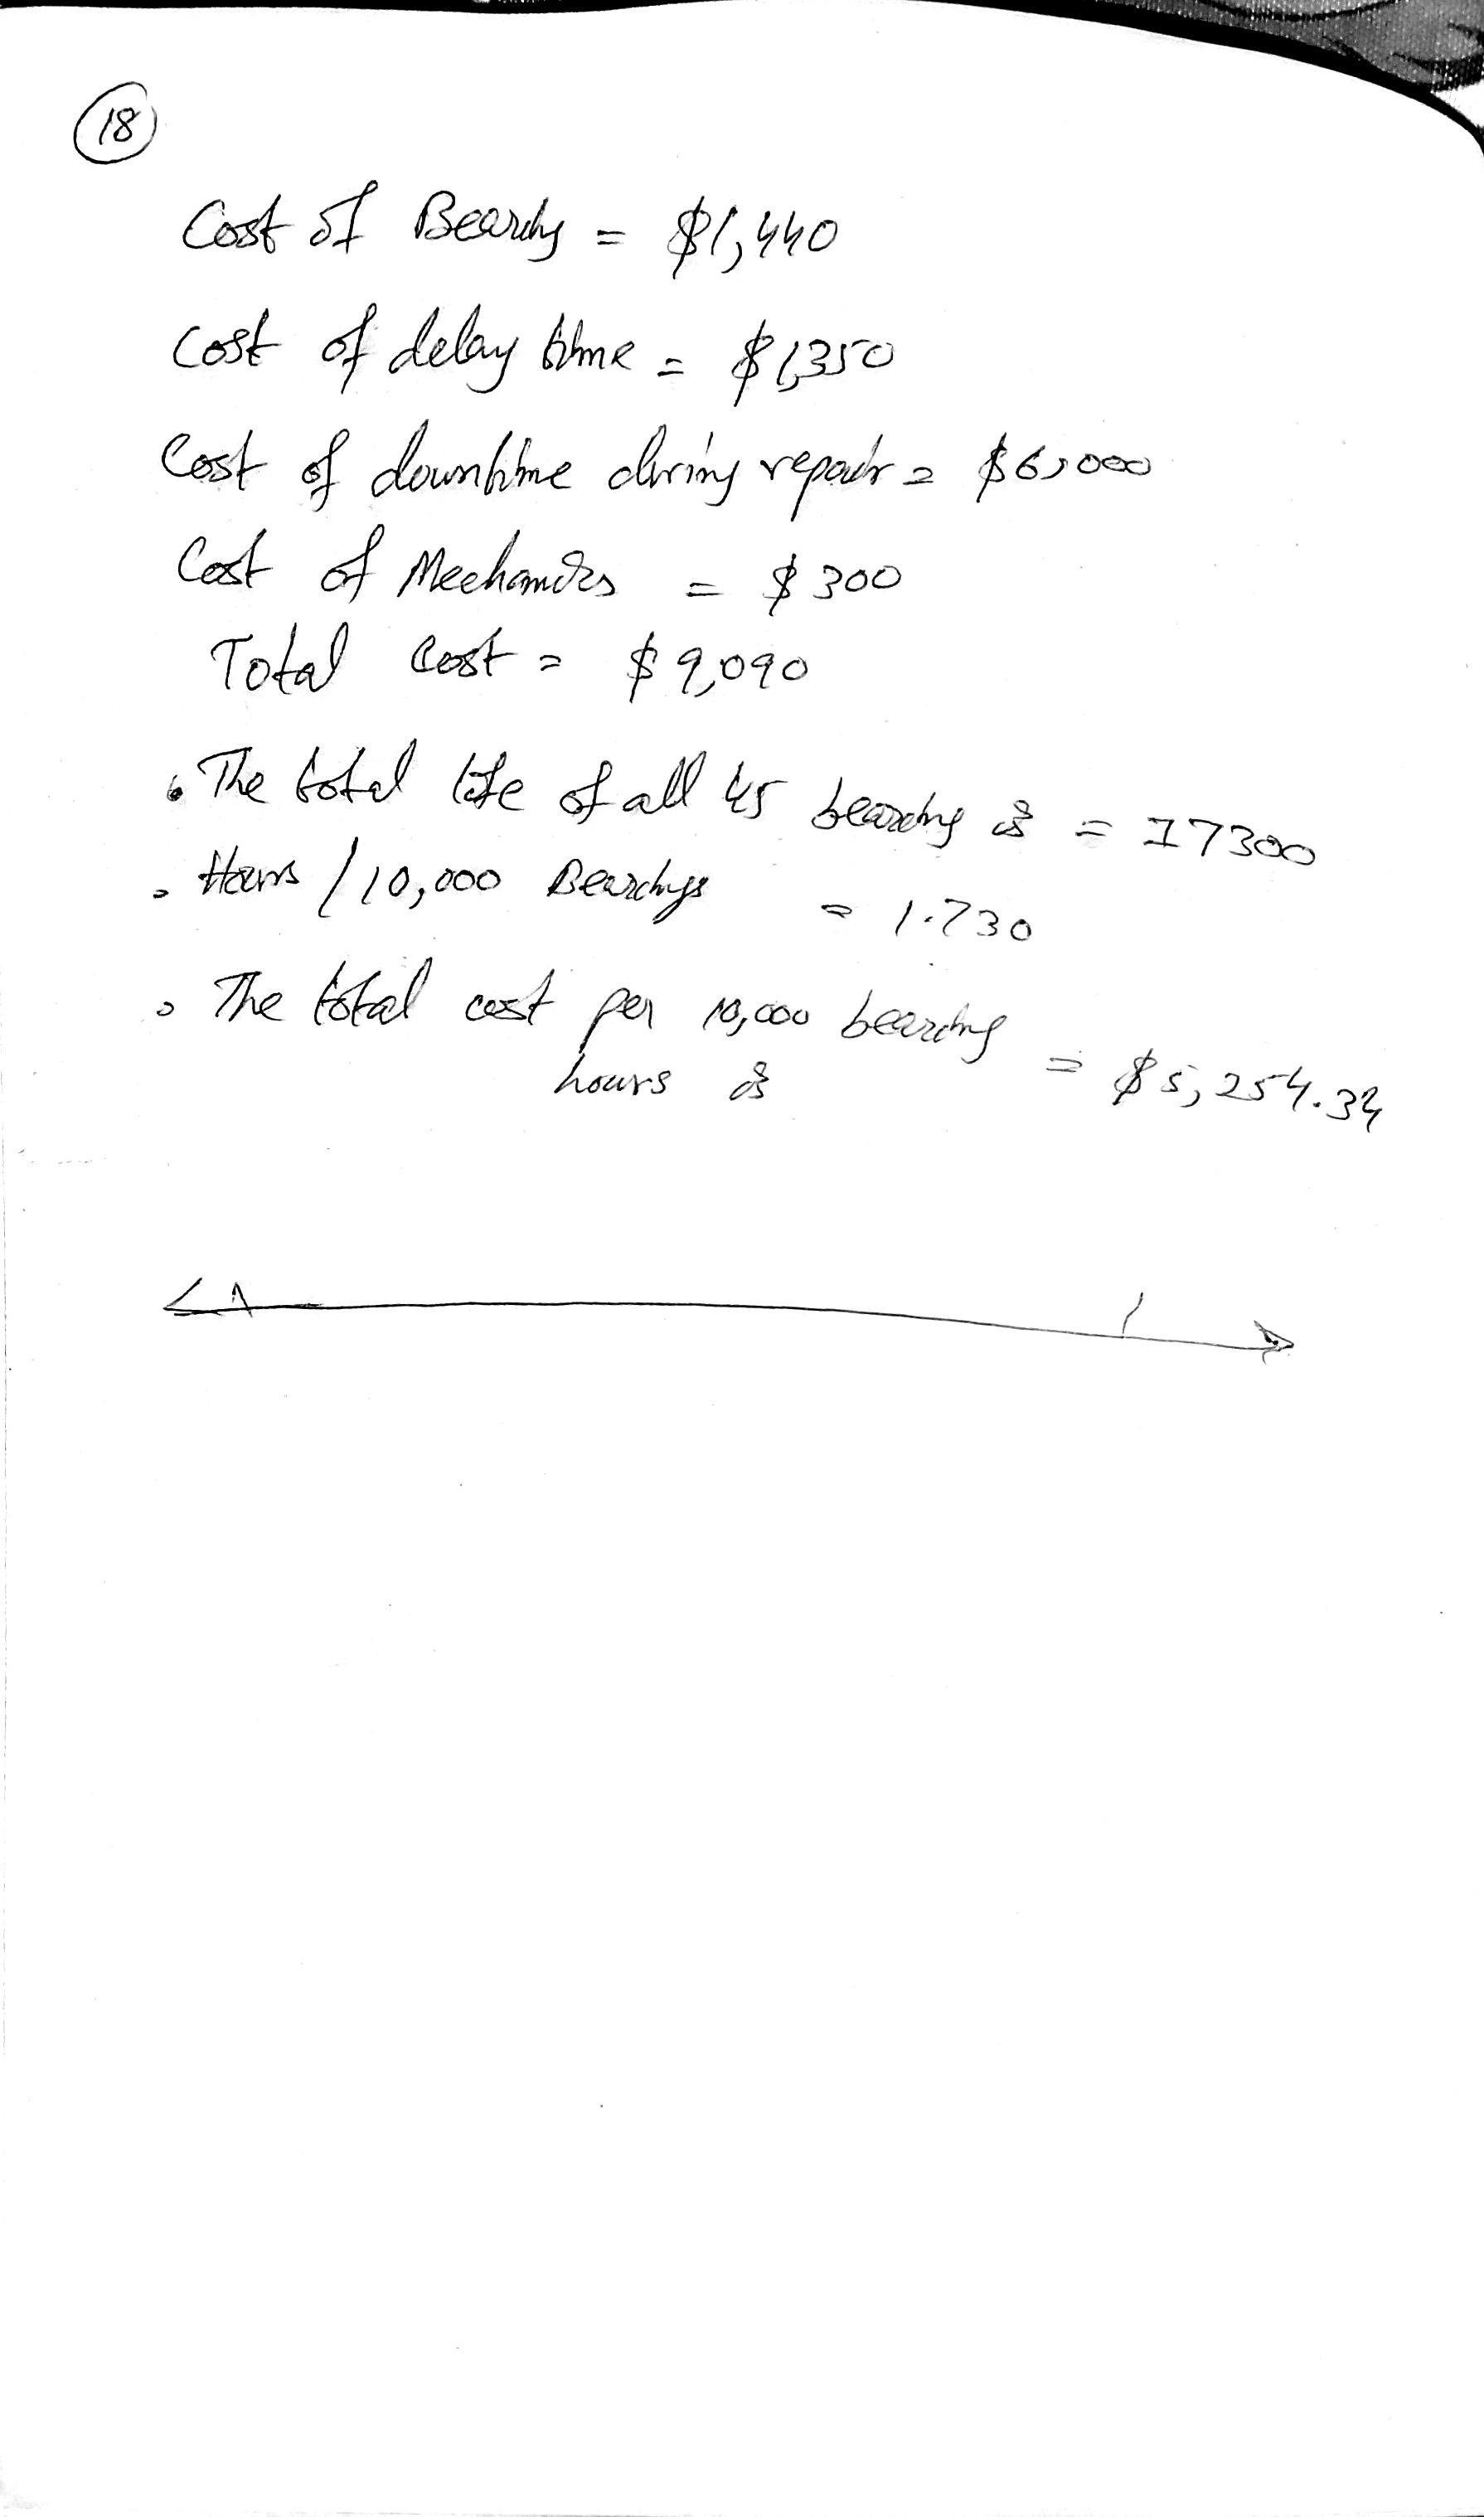 18
Cost of Bearing = $1,440
Cost of delay time = $1,350
Cost of downtime during repair = $6,000
Cost of Mechanics = $300
Total Cost = $9,090
The total life of all 45 bearing is = 17300
Hours / 10,000 Bearings = 1.730
The total cost per 10,000 bearing
hours is = $5,254.34